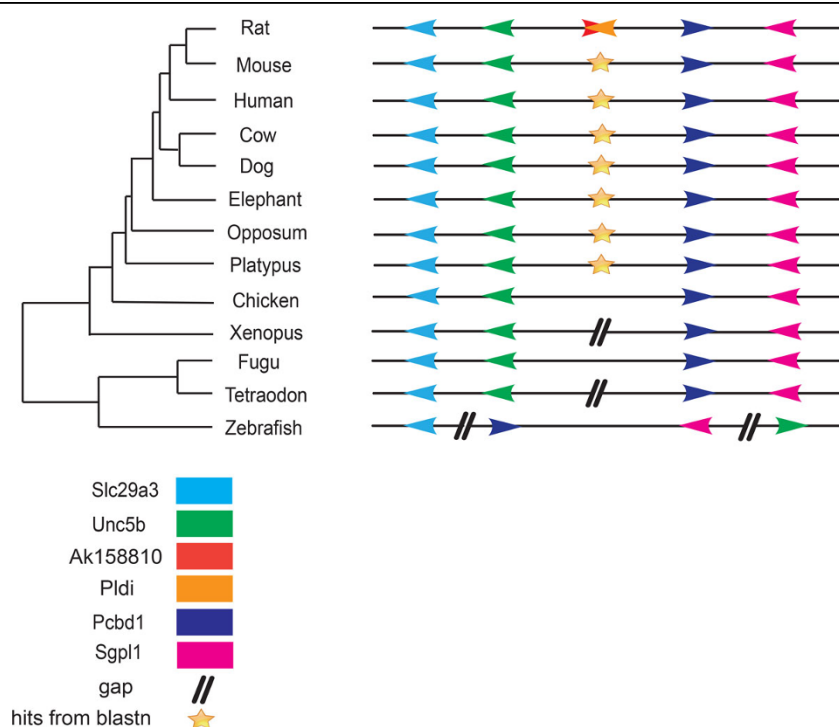 Rat
Mouse
Human
Cow
Dog
Elephant
Opposum
Platypus
Chicken
Xenopus
Fugu
Tetraodon
Zebrafish
Slc29a3
Unc5b
Ak158810
Pldi
Pcbd1
Sgpl1
gap
hits from blastn